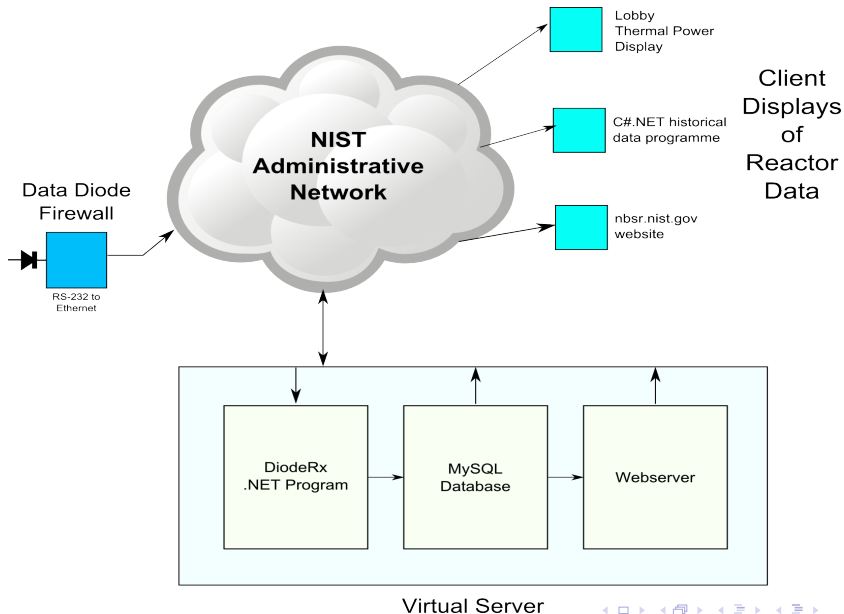 Lobby
Thermal Power
Display
Client
Displays
of
Reactor
Data
C#.NET historical
data programme
NIST
Administrative
Network
Data Diode
Firewall
nbsr.nist.gov
website
RS-232 to
Ethernet
DiodeRx
.NET Program
MySQL
Database
Webserver
Virtual Server